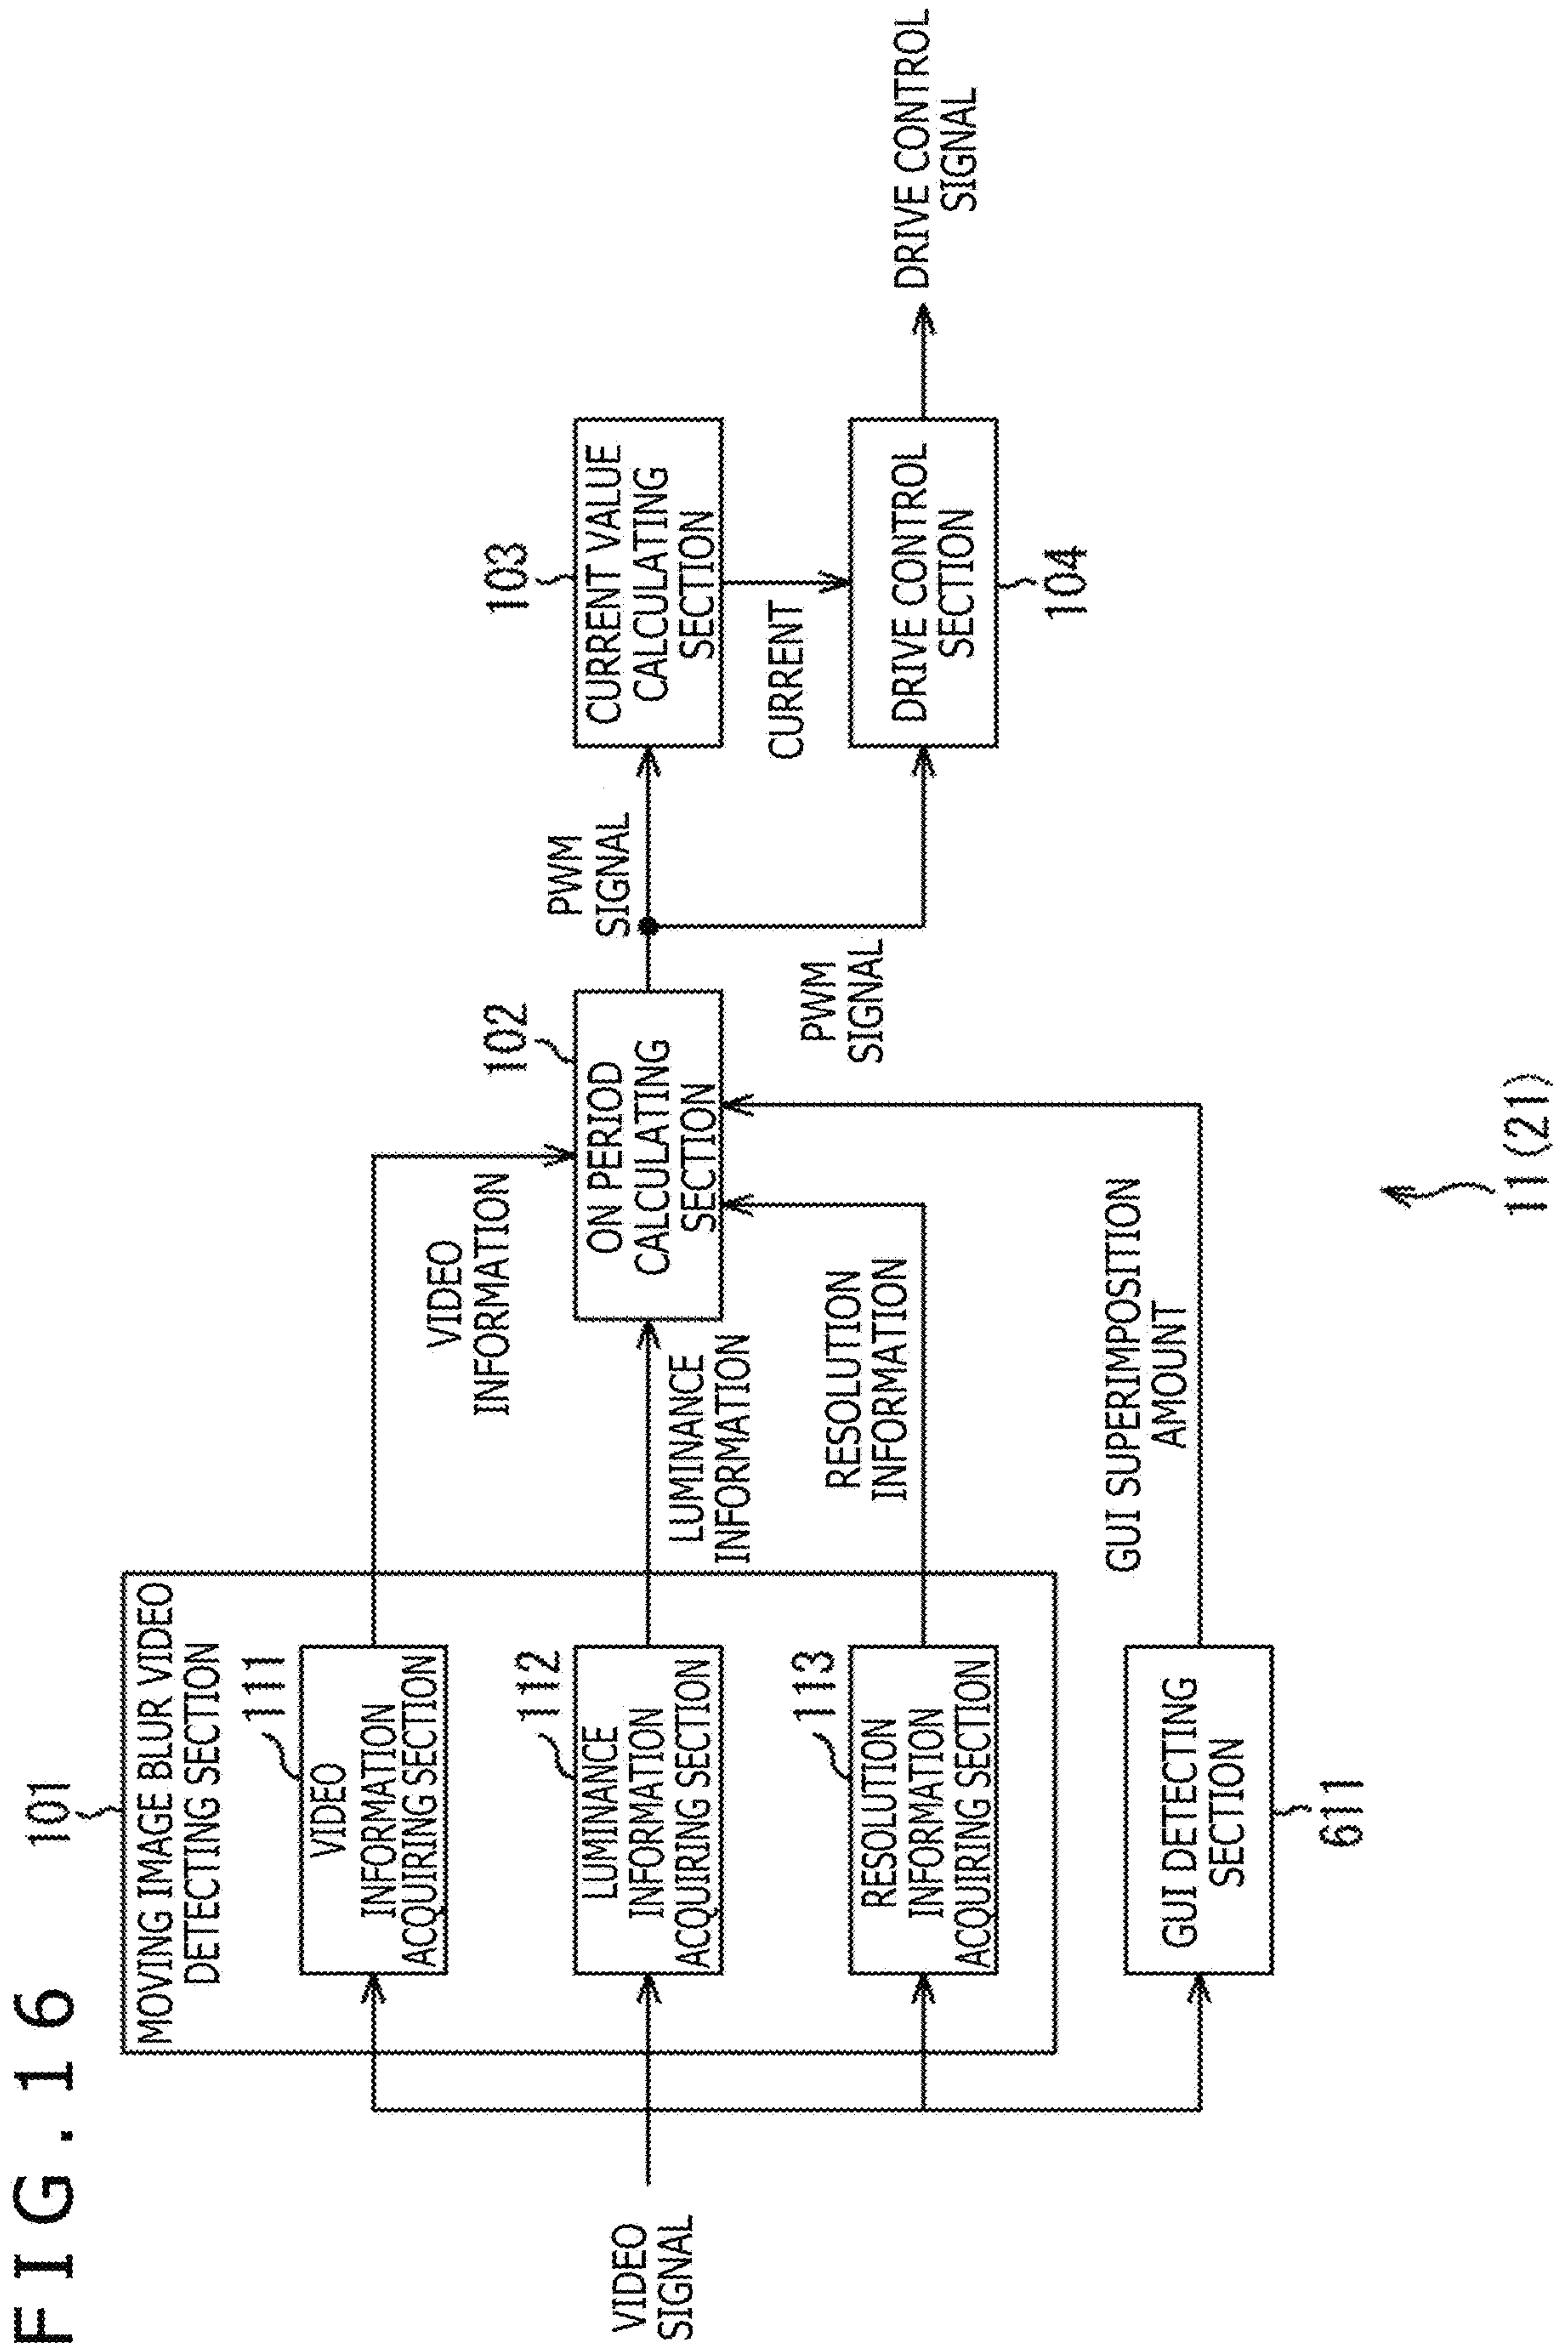 FIG.16
101
MOVING IMAGE BLUR VIDEO
DETECTING SECTION
111
VIDEO
INFORMATION
ACQUIRING SECTION
VIDEO
INFORMATION
VIDEO
SIGNAL
112
LUMINANCE
INFORMATION
ACQUIRING SECTION
LUMINANCE
INFORMATION
113
RESOLUTION
INFORMATION
ACQUIRING SECTION
RESOLUTION
INFORMATION
GUI DETECTING
SECTION
611
GUI SUPERIMPOSITION
AMOUNT
102
ON PERIOD
CALCULATING
SECTION
PWM
SIGNAL
PWM
SIGNAL
103
CURRENT VALUE
CALCULATING
SECTION
CURRENT
DRIVE CONTROL
SECTION
104
DRIVE CONTROL
SIGNAL
11(21)